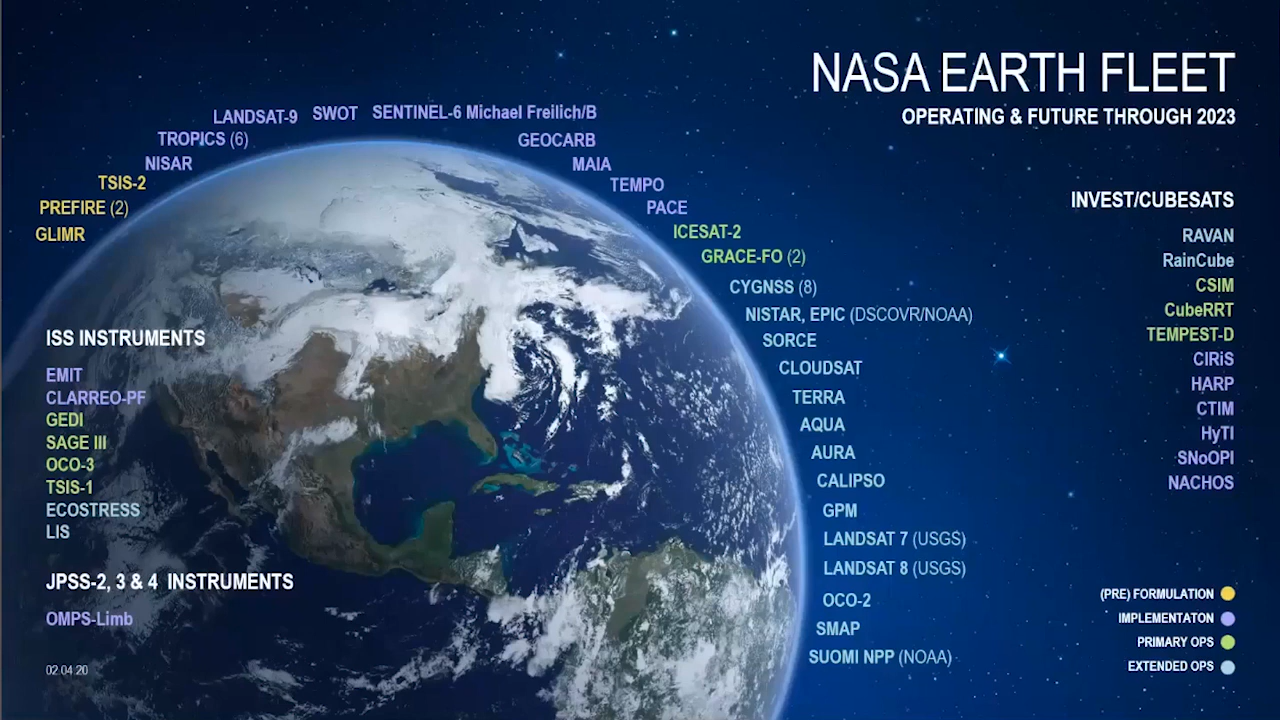 NASA EARTH FLEET
OPERATING & FUTURE THROUGH 2023
LANDSAT-9
SWOT
SENTINEL-6 Michael Freilich/B
TROPICS (6)
GEOCARB
NISAR
MAIA
TSIS-2
TEMPO
PREFIRE (2)
PACE
GLIMR
ICESAT-2
GRACE-FO (2)
CYGNSS (8)
NISTAR, EPIC (DSCOVR/NOAA)
SORCE
CLOUDSAT
TERRA
AQUA
AURA
CALIPSO
GPM
LANDSAT 7 (USGS)
LANDSAT 8 (USGS)
OCO-2
SMAP
SUOMI NPP (NOAA)
INVEST/CUBESATS
RAVAN
RainCube
CSIM
CubeRRT
TEMPEST-D
CIRiS
HARP
CTIM
HyTI
SNoOPI
NACHOS
ISS INSTRUMENTS
EMIT
CLARREO-PF
GEDI
SAGE III
OCO-3
TSIS-1
ECOSTRESS
LIS
JPSS-2, 3 & 4 INSTRUMENTS
OMPS-Limb
02.04.20
(PRE) FORMULATION
IMPLEMENTATON
PRIMARY OPS
EXTENDED OPS